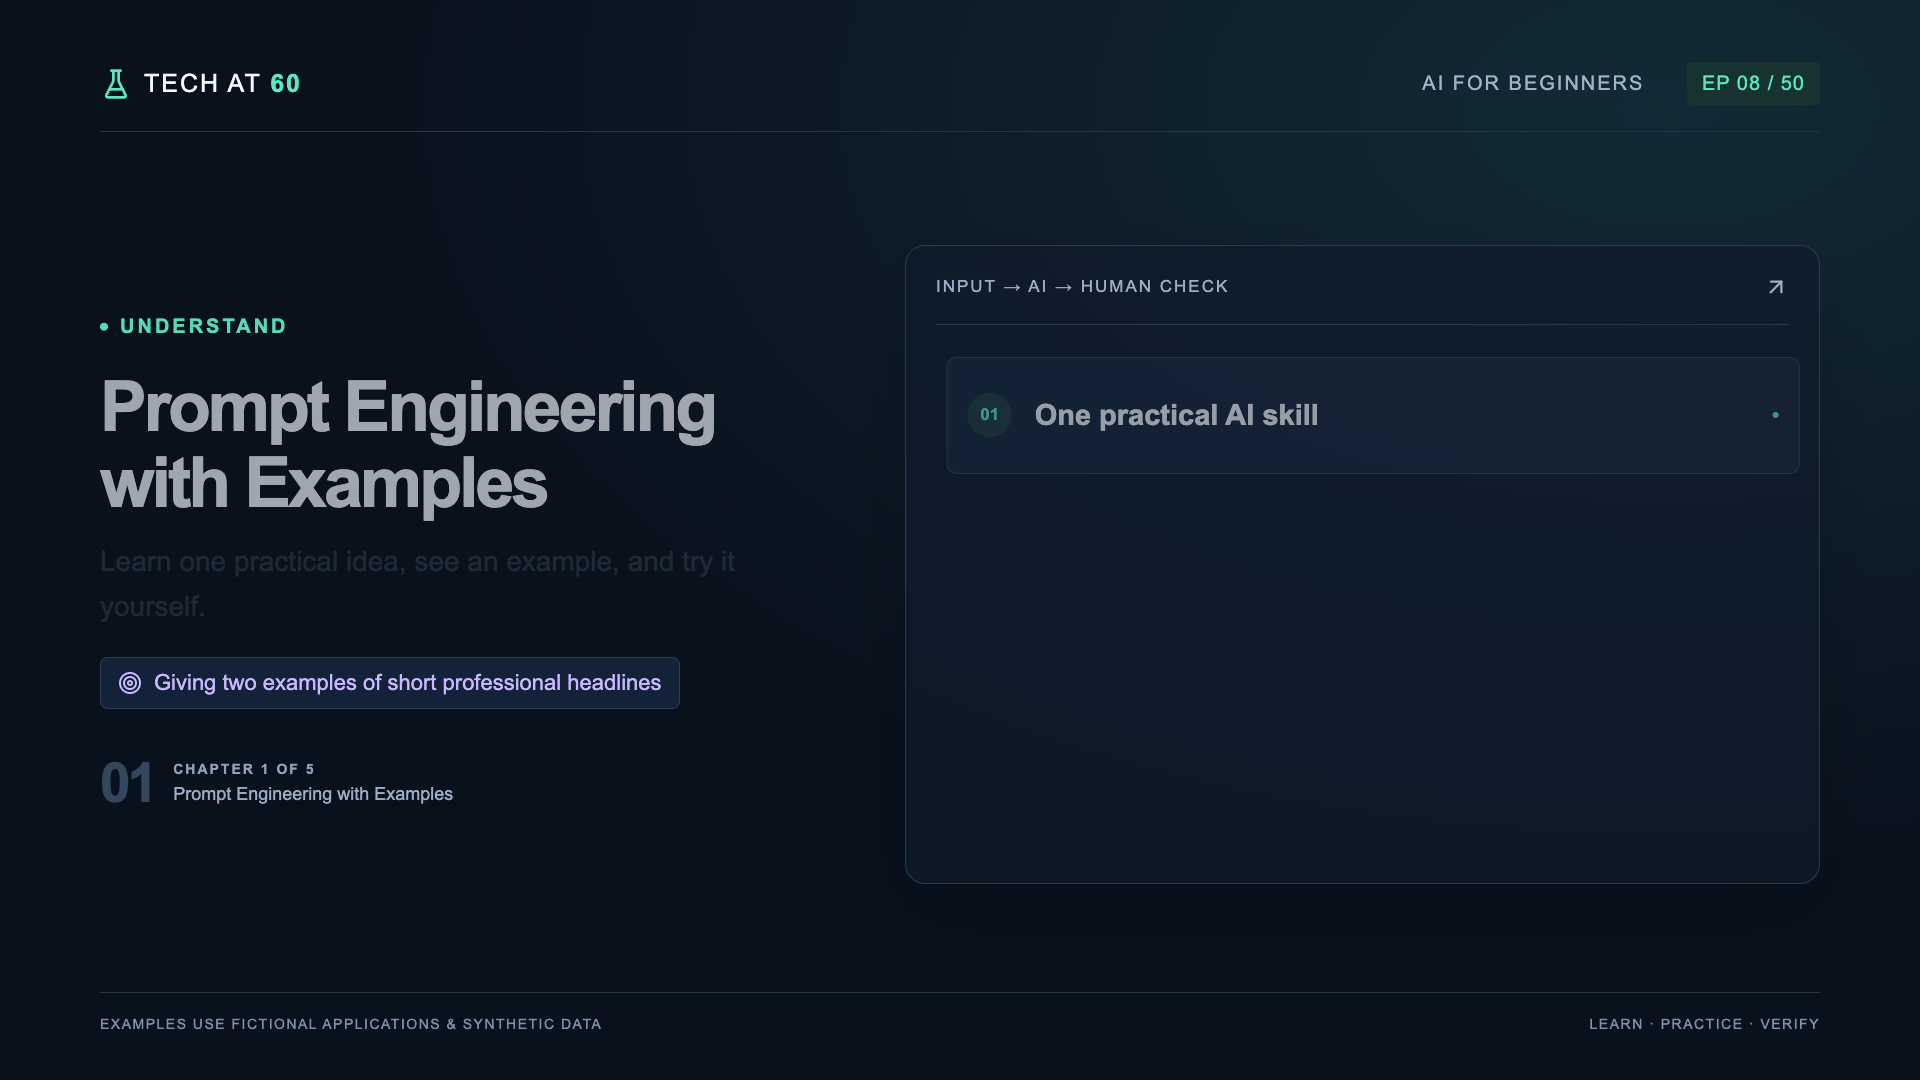 TECH AT 60
AI FOR BEGINNERS
EP 08 / 50
UNDERSTAND
Prompt Engineering
with Examples
Learn one practical idea, see an example, and try it
yourself.
Giving two examples of short professional headlines
01
CHAPTER 1 OF 5
Prompt Engineering with Examples
INPUT → AI → HUMAN CHECK
01
One practical AI skill
EXAMPLES USE FICTIONAL APPLICATIONS & SYNTHETIC DATA
LEARN · PRACTICE · VERIFY